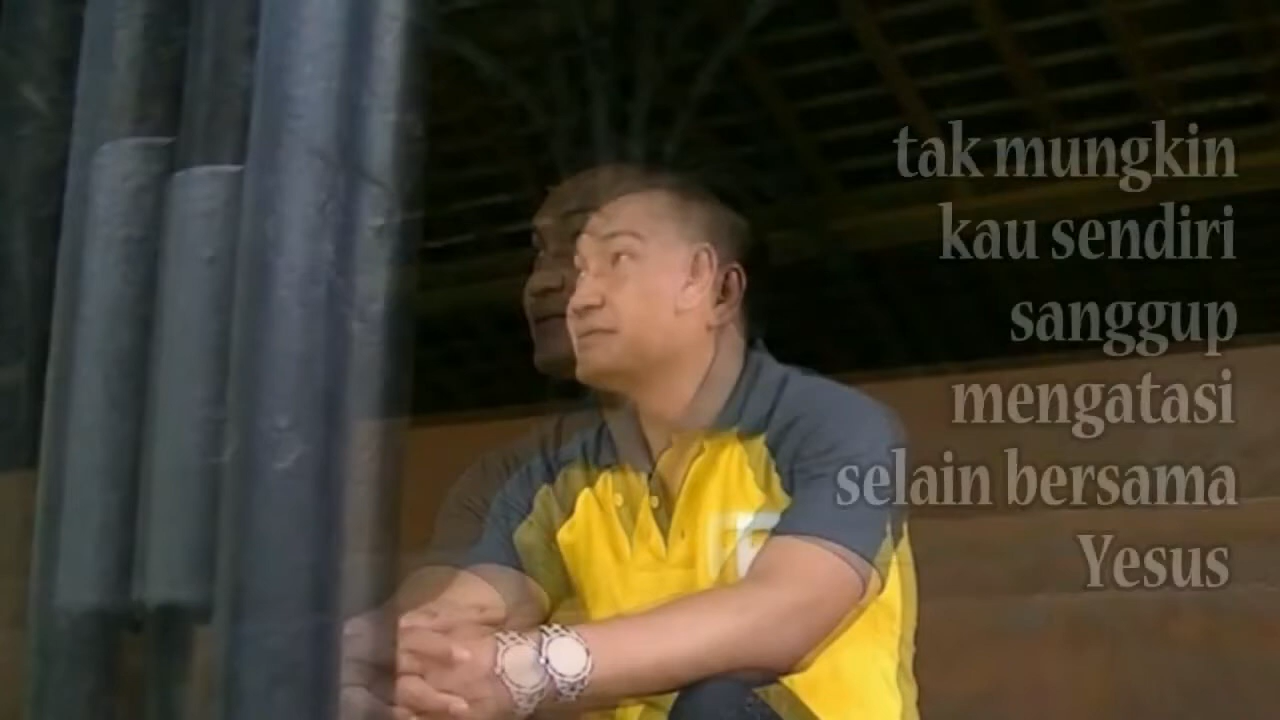 tak mungkin
kau sendiri
sanggup
mengatasi
selain bersama
Yesus